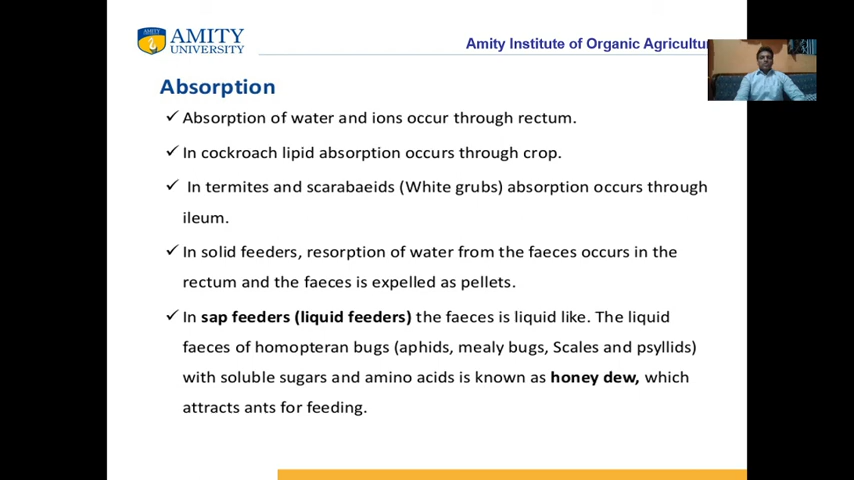 AMITY
AMITY
UNIVERSITY
Amity Institute of Organic Agricultur
Absorption
✓ Absorption of water and ions occur through rectum.
✓ In cockroach lipid absorption occurs through crop.
✓ In termites and scarabaeids (White grubs) absorption occurs through
ileum.
✓ In solid feeders, resorption of water from the faeces occurs in the
rectum and the faeces is expelled as pellets.
✓ In sap feeders (liquid feeders) the faeces is liquid like. The liquid
faeces of homopteran bugs (aphids, mealy bugs, Scales and psyllids)
with soluble sugars and amino acids is known as honey dew, which
attracts ants for feeding.